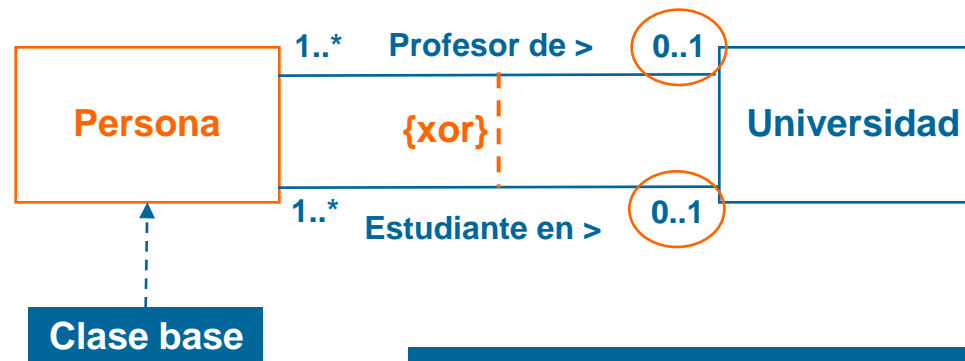 1..* Profesor de > 0..1
Persona {xor} Universidad
1..* Estudiante en > 0..1
Clase base